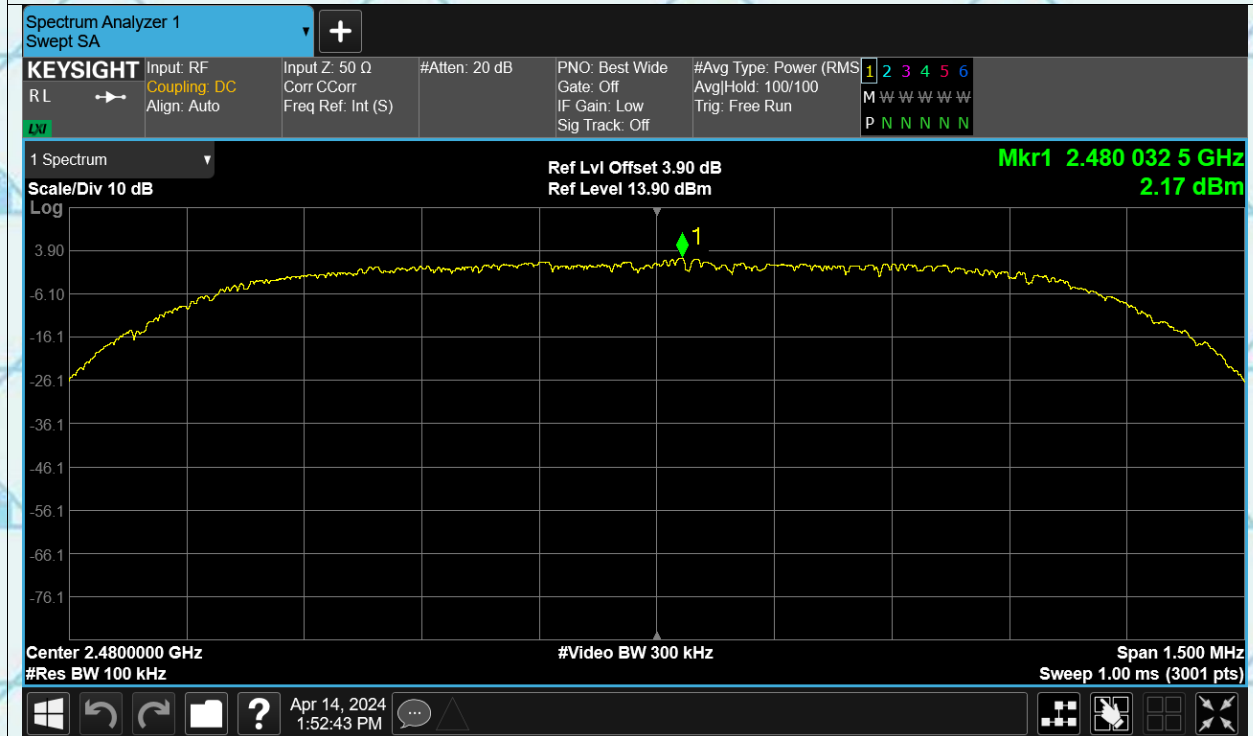 Spectrum Analyzer 1
Swept SA
+
KEYSIGHT
R L
LXI
Input: RF
Coupling: DC
Align: Auto
Input Z: 50 Ω
Corr CCorr
Freq Ref: Int (S)
#Atten: 20 dB
PNO: Best Wide
Gate: Off
IF Gain: Low
Sig Track: Off
#Avg Type: Power (RMS
Avg|Hold: 100/100
Trig: Free Run
1 2 3 4 5 6
M W W W W W
P N N N N N
1 Spectrum
Scale/Div 10 dB
Log
Ref Lvl Offset 3.90 dB
Ref Level 13.90 dBm
Mkr1 2.480 032 5 GHz
2.17 dBm
1
3.90
-6.10
-16.1
-26.1
-36.1
-46.1
-56.1
-66.1
-76.1
Center 2.4800000 GHz
#Res BW 100 kHz
#Video BW 300 kHz
Span 1.500 MHz
Sweep 1.00 ms (3001 pts)
?
Apr 14, 2024
1:52:43 PM